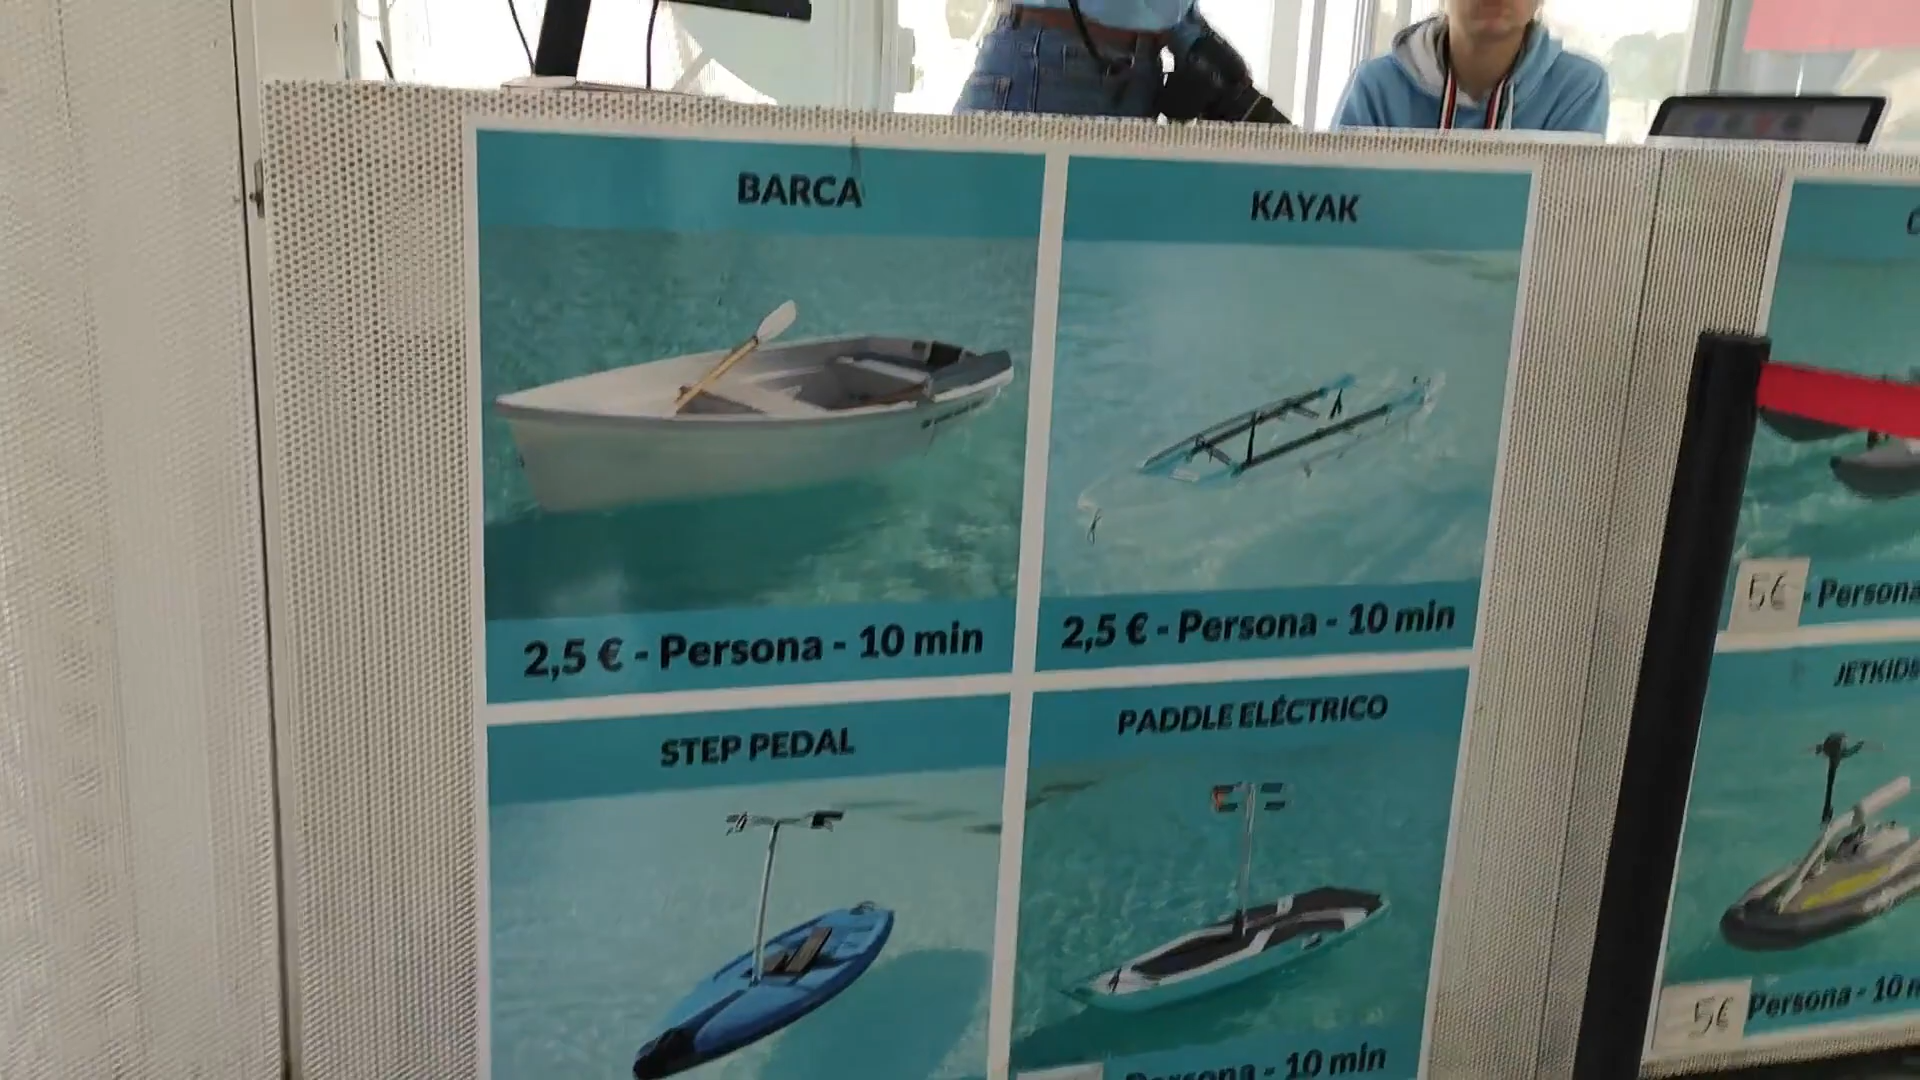 BARCA
KAYAK
2,5 € - Persona - 10 min
2,5 € - Persona - 10 min
STEP PEDAL
PADDLE ELÉCTRICO
Persona - 10 min
5€ - Persona
JETKIDS
5€ Persona - 10